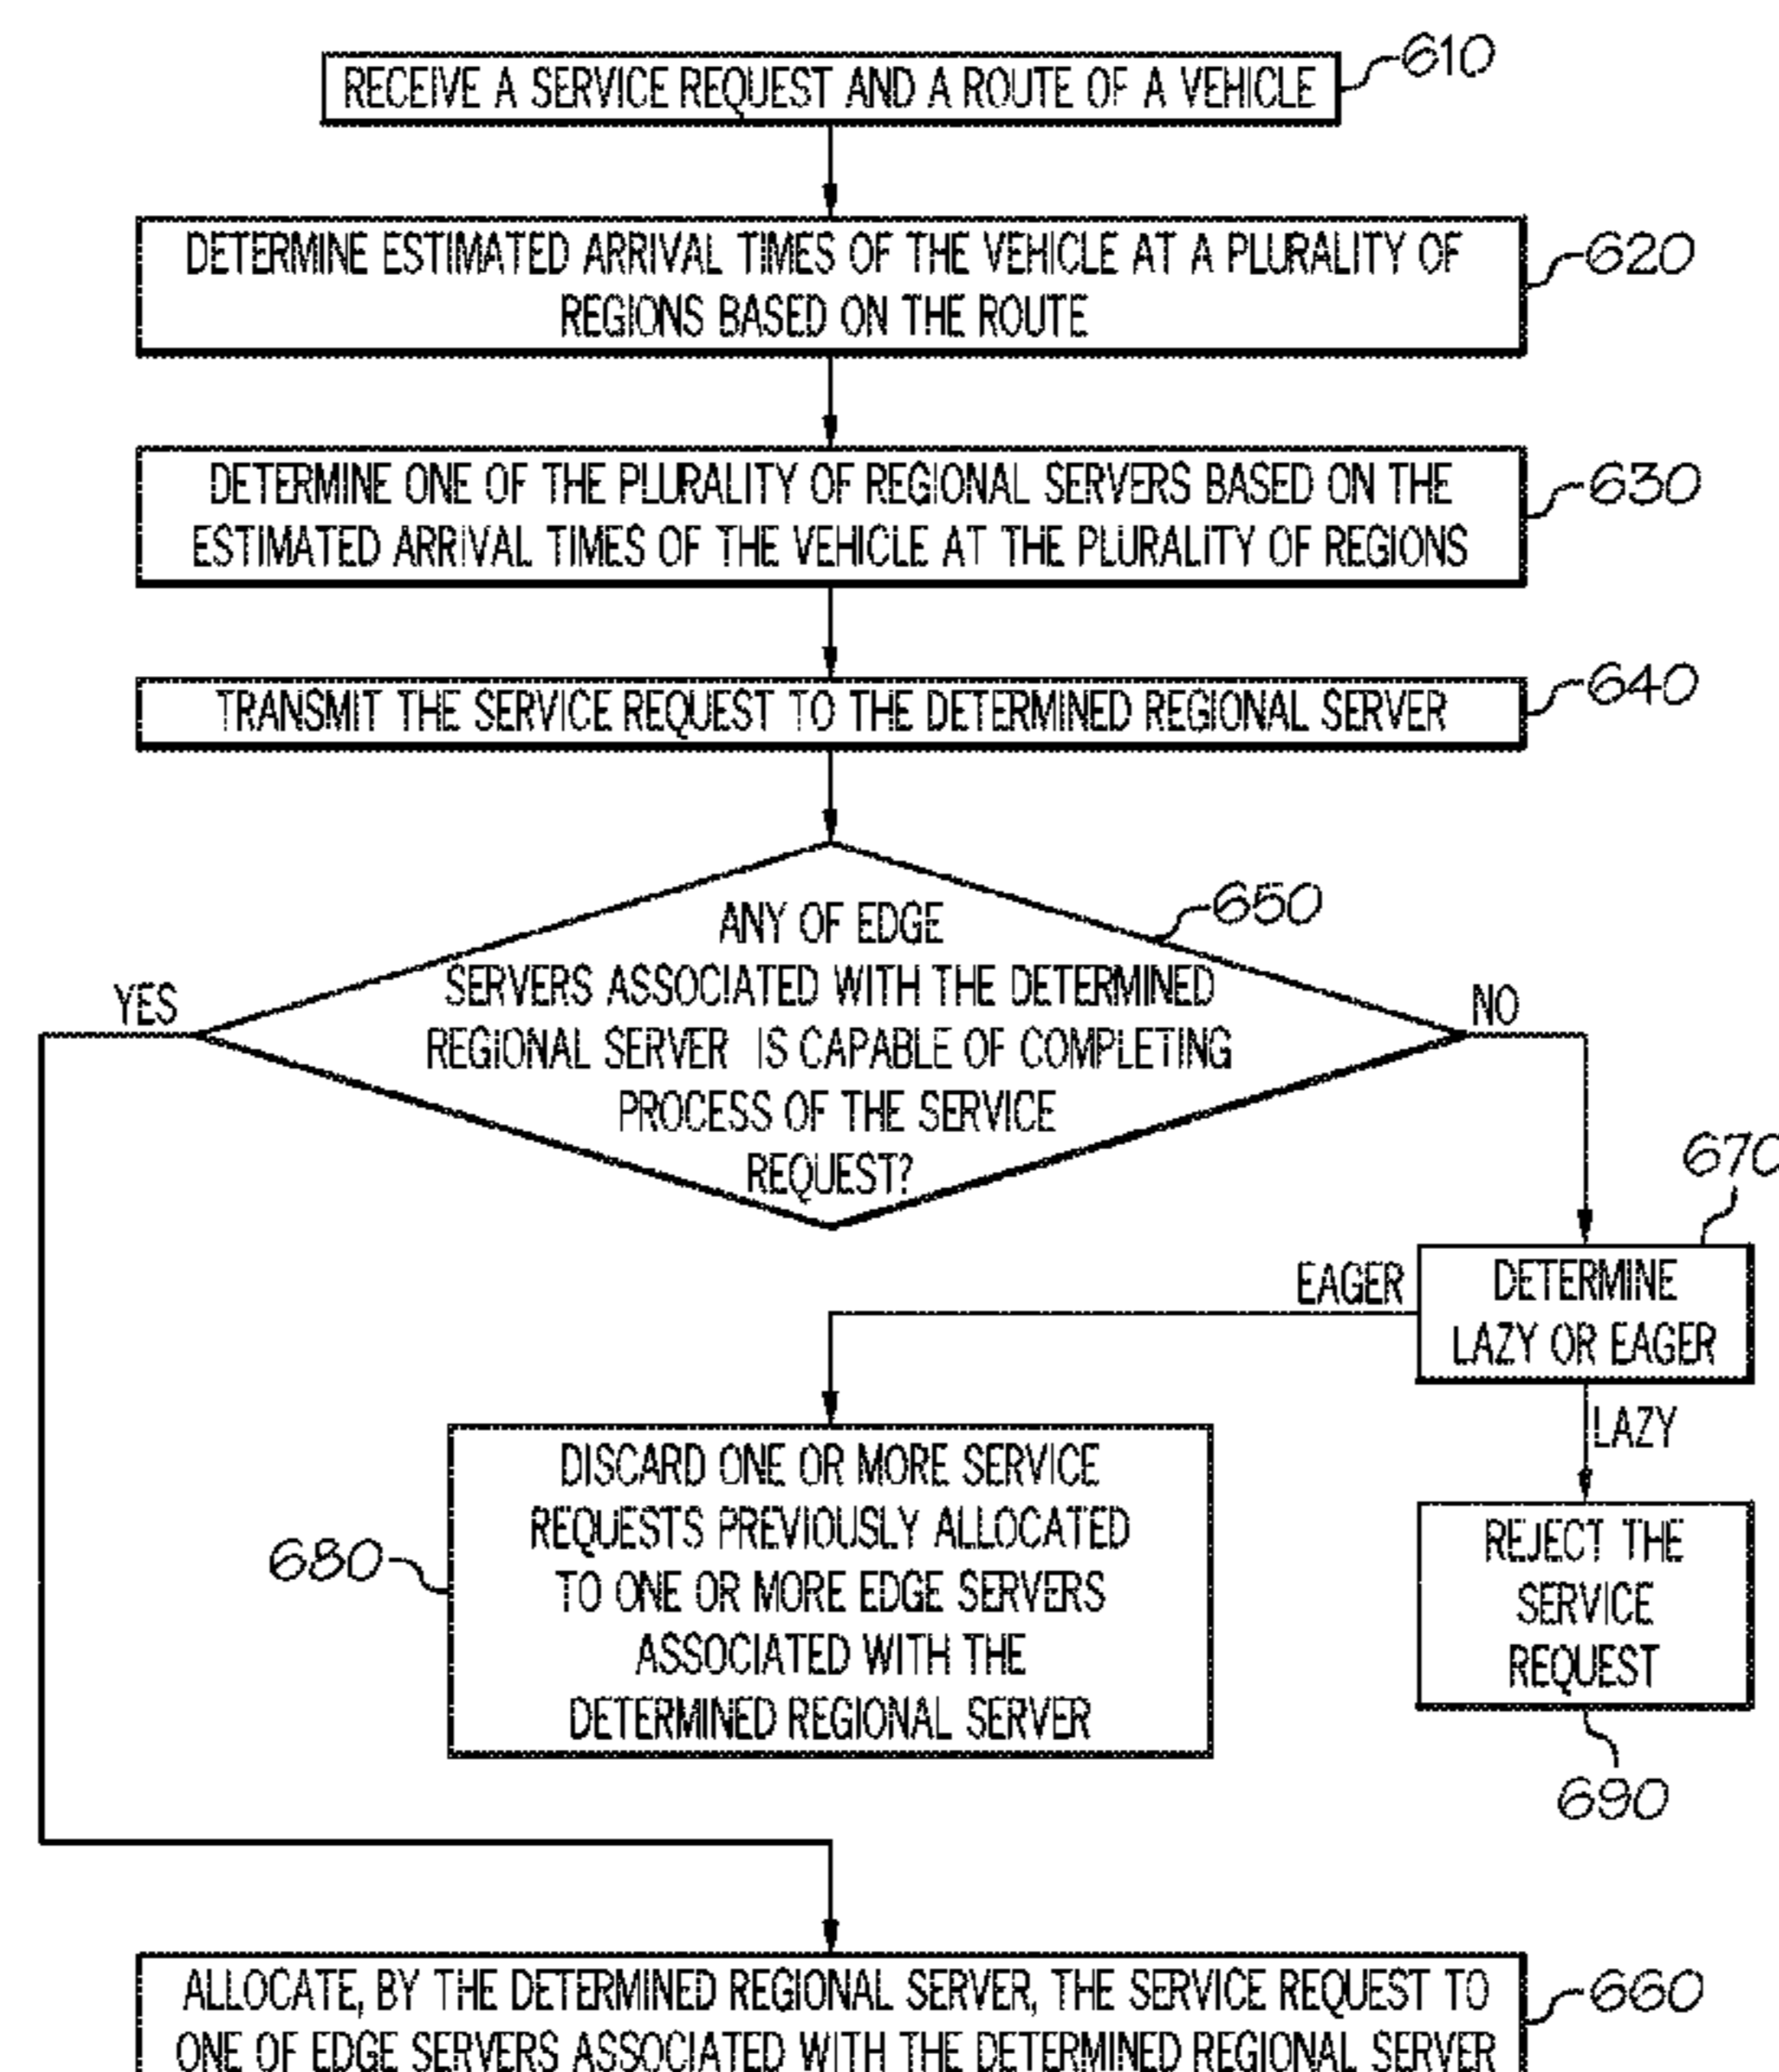 RECEIVE A SERVICE REQUEST AND A ROUTE OF A VEHICLE
610
DETERMINE ESTIMATED ARRIVAL TIMES OF THE VEHICLE AT A PLURALITY OF
REGIONS BASED ON THE ROUTE
620
DETERMINE ONE OF THE PLURALITY OF REGIONAL SERVERS BASED ON THE
ESTIMATED ARRIVAL TIMES OF THE VEHICLE AT THE PLURALITY OF REGIONS
630
TRANSMIT THE SERVICE REQUEST TO THE DETERMINED REGIONAL SERVER
640
ANY OF EDGE
SERVERS ASSOCIATED WITH THE DETERMINED
REGIONAL SERVER IS CAPABLE OF COMPLETING
PROCESS OF THE SERVICE
REQUEST?
650
YES
NO
670
DETERMINE
LAZY OR EAGER
EAGER
LAZY
DISCARD ONE OR MORE SERVICE
REQUESTS PREVIOUSLY ALLOCATED
TO ONE OR MORE EDGE SERVERS
ASSOCIATED WITH THE
DETERMINED REGIONAL SERVER
680
REJECT THE
SERVICE
REQUEST
690
ALLOCATE, BY THE DETERMINED REGIONAL SERVER, THE SERVICE REQUEST TO
ONE OF EDGE SERVERS ASSOCIATED WITH THE DETERMINED REGIONAL SERVER
660